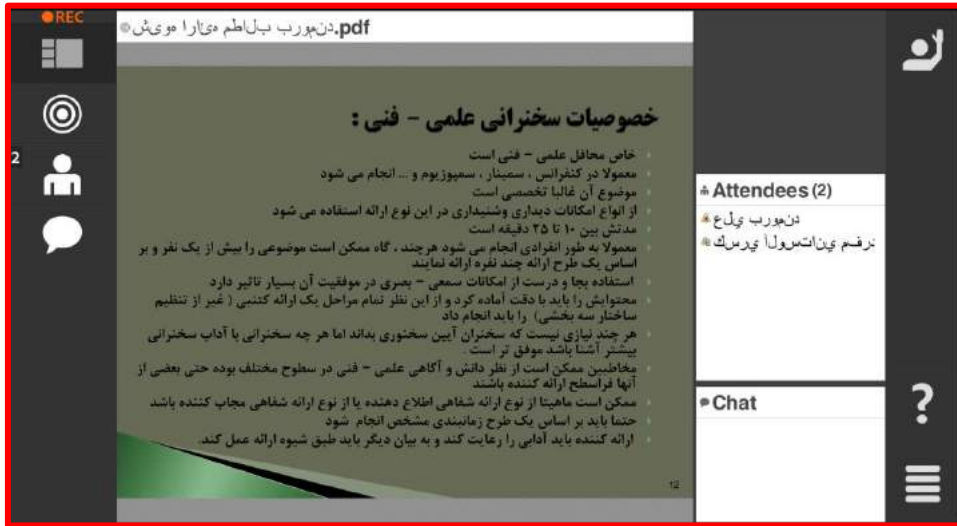 REC
شیوه ارائه مطالب برومند.pdf
خصوصیات سخنرانی علمی - فنی :
خاص محافل علمی - فنی است
معمولا در کنفرانس ، سمینار ، سمپوزیوم و ... انجام می شود
موضوع آن غالبا تخصصی است
از انواع امکانات دیداری وشنیداری در این نوع ارائه استفاده می شود
مدتش بین ۱۰ تا ۲۵ دقیقه است
معمولا به طور انفرادی انجام می شود هرچند ، گاه ممکن است موضوعی را بیش از یک نفر و بر
اساس یک طرح ارائه چند نفره ارائه نمایند
استفاده بجا و درست از امکانات سمعی - بصری در موفقیت آن بسیار تاثیر دارد
محتوایش را باید با دقت آماده کرد و از این نظر تمام مراحل یک ارائه کتنبی ( غیر از تنظیم
ساختار سه بخشی) را باید انجام داد
هر چند نیازی نیست که سخنران آیین سخنوری بداند اما هر چه سخنرانی با آداب سخنرانی
بیشتر آشنا باشد موفق تر است .
مخاطبین ممکن است از نظر دانش و آگاهی علمی - فنی در سطوح مختلف بوده حتی بعضی از
آنها فراسطح ارائه کننده باشند
ممکن است ماهیتا از نوع ارائه شفاهی اطلاع دهنده یا از نوع ارائه شفاهی مجاب کننده باشد
حتما باید بر اساس یک طرح زمانبندی مشخص انجام شود
ارائه کننده باید آدابی را رعایت کند و به بیان دیگر باید طبق شیوه ارائه عمل کند.
12
2
Attendees (2)
دنمورب یلع
Chat
?